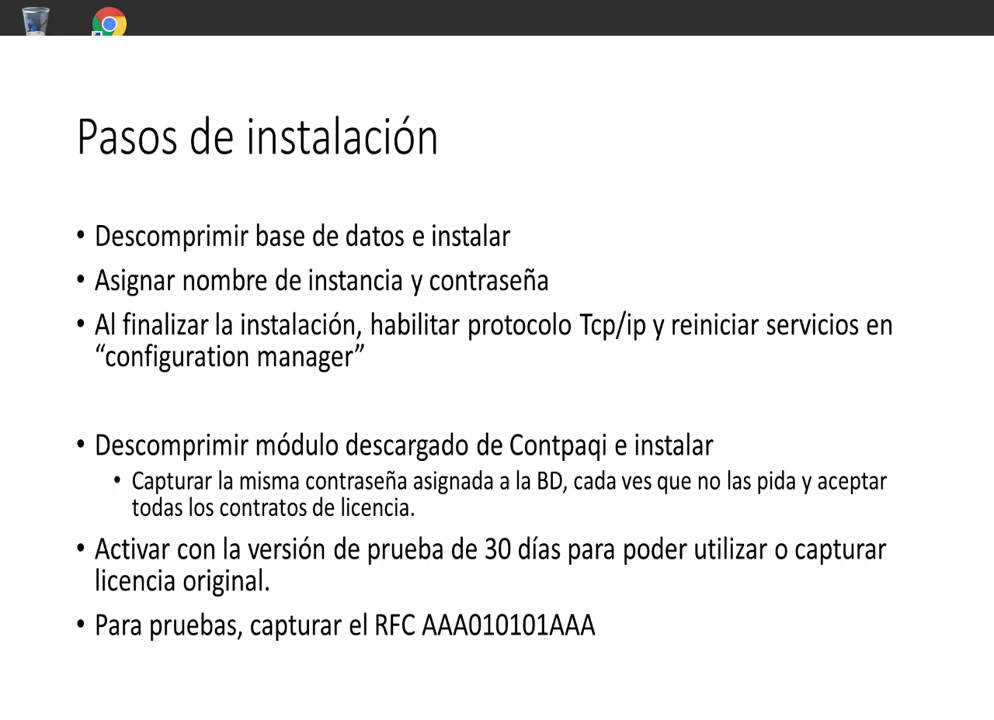 Pasos de instalación
• Descomprimir base de datos e instalar
• Asignar nombre de instancia y contraseña
• Al finalizar la instalación, habilitar protocolo Tcp/ip y reiniciar servicios en
“configuration manager”
• Descomprimir módulo descargado de Contpaqi e instalar
• Capturar la misma contraseña asignada a la BD, cada ves que no las pida y aceptar
todas los contratos de licencia.
• Activar con la versión de prueba de 30 días para poder utilizar o capturar
licencia original.
• Para pruebas, capturar el RFC AAA010101AAA